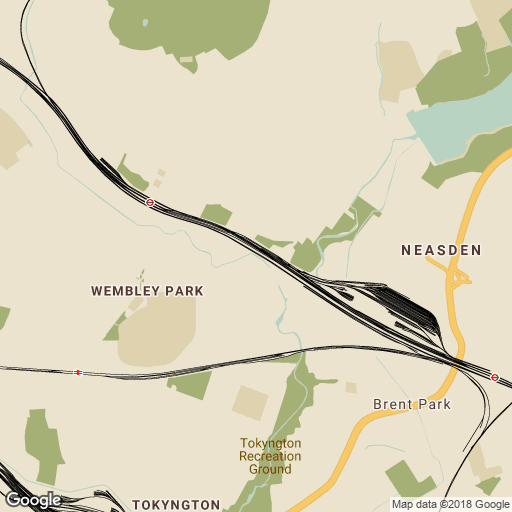 NEASDEN
WEMBLEY PARK
Brent Park
Tokyngton
Recreation
Ground
TOKYNGTON
Google
Map data ©2018 Google